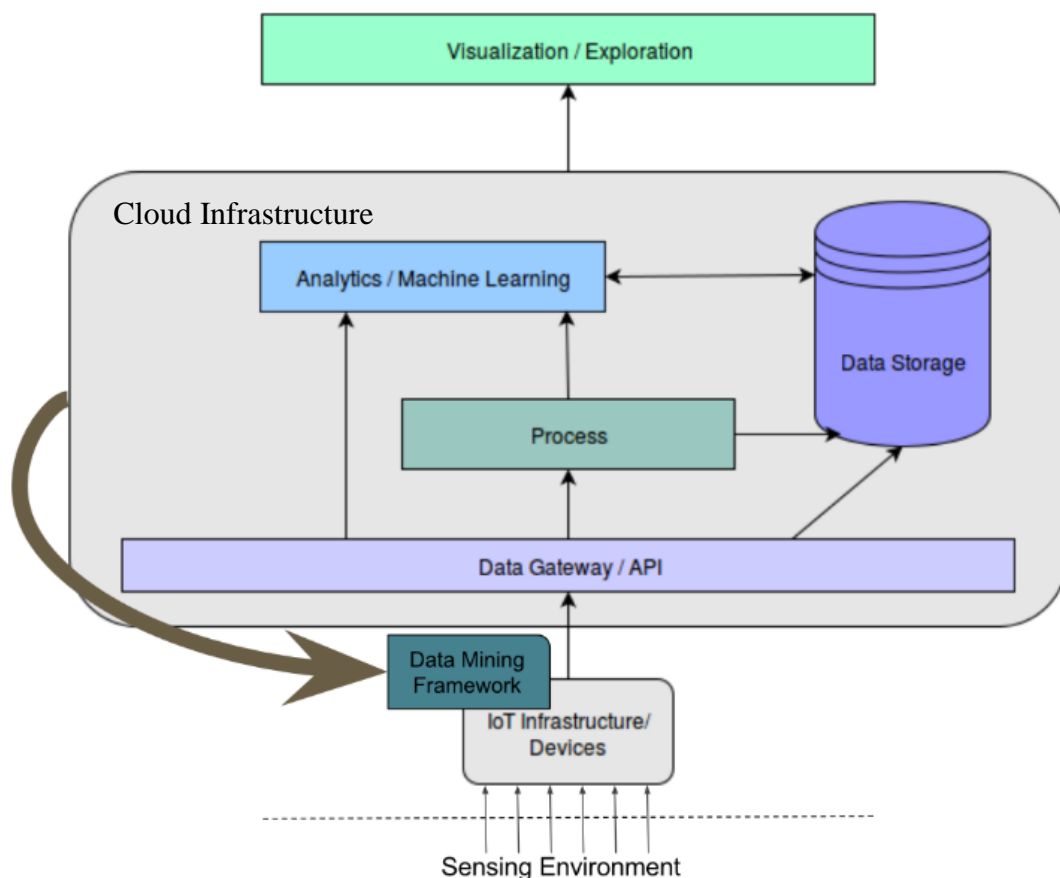 Visualization / Exploration
Cloud Infrastructure
Analytics / Machine Learning
Data Storage
Process
Data Gateway / API
Data Mining
Framework
IoT Infrastructure/
Devices
Sensing Environment